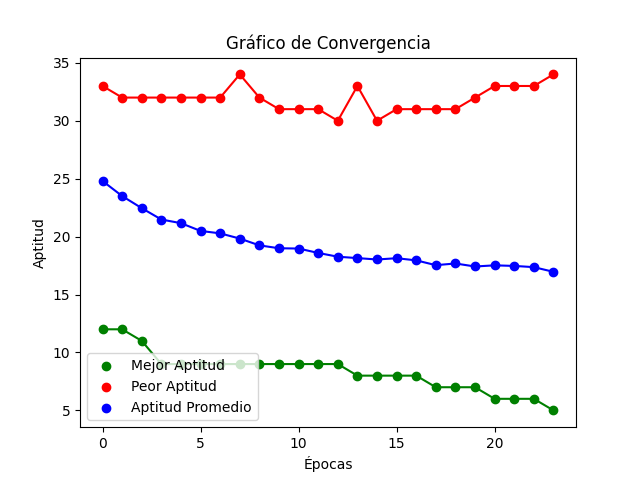 Gráfico de Convergencia
Aptitud
35
30
25
20
15
10
5
Mejor Aptitud
Peor Aptitud
Aptitud Promedio
0 5 10 15 20
Épocas